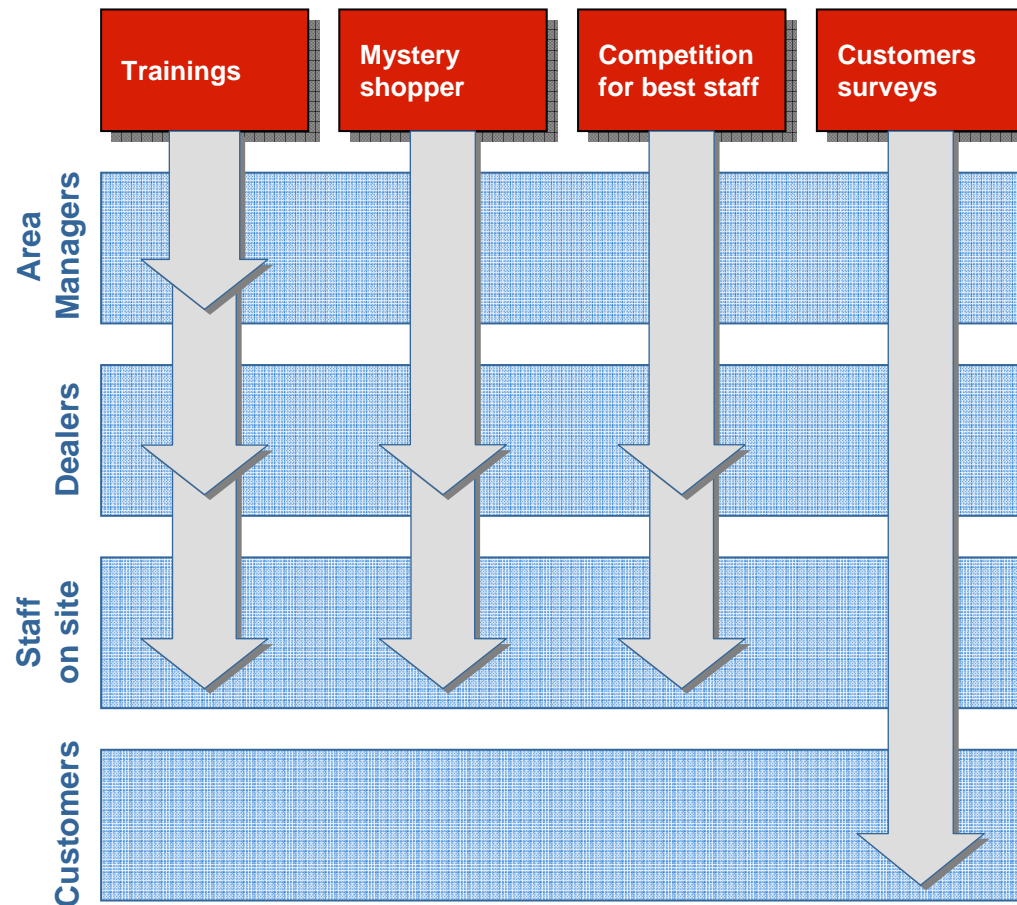 Trainings
Mystery
shopper
Competition
for best staff
Customers
surveys
Area
Managers
Dealers
Staff
on site
Customers